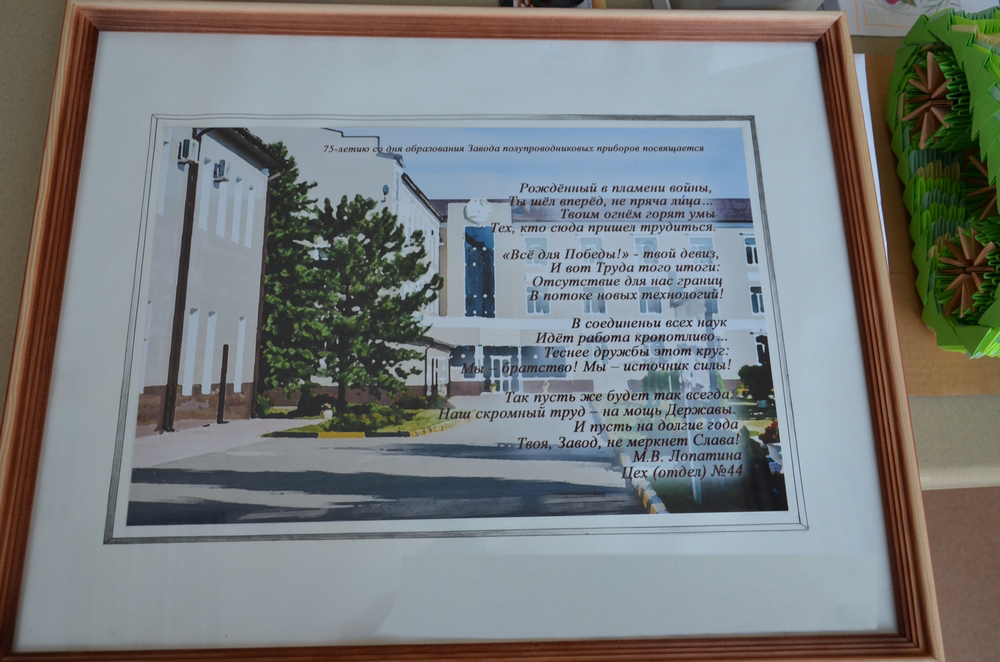 75-летию со дня образования Завода полупроводниковых приборов посвящается
Рождённый в пламени войны,
Ты шёл вперёд, не пряча ли́ца...
Твоим огнём горят умы
Тех, кто сюда пришел трудиться.
«Всё для Победы!» - твой девиз,
И вот Труда того итоги:
Отсутствие для нас границ
В потоке новых технологий!
В соединеньи всех наук
Идёт работа кропотливо...
Теснее дружбы этот круг:
Мы – братство! Мы – источник силы!
Так пусть же будет так всегда:
Наш скромный труд – на мощь Державы.
И пусть на долгие года
Твоя, Завод, не меркнет Слава!
М.В. Лопатина
Цех (отдел) №44